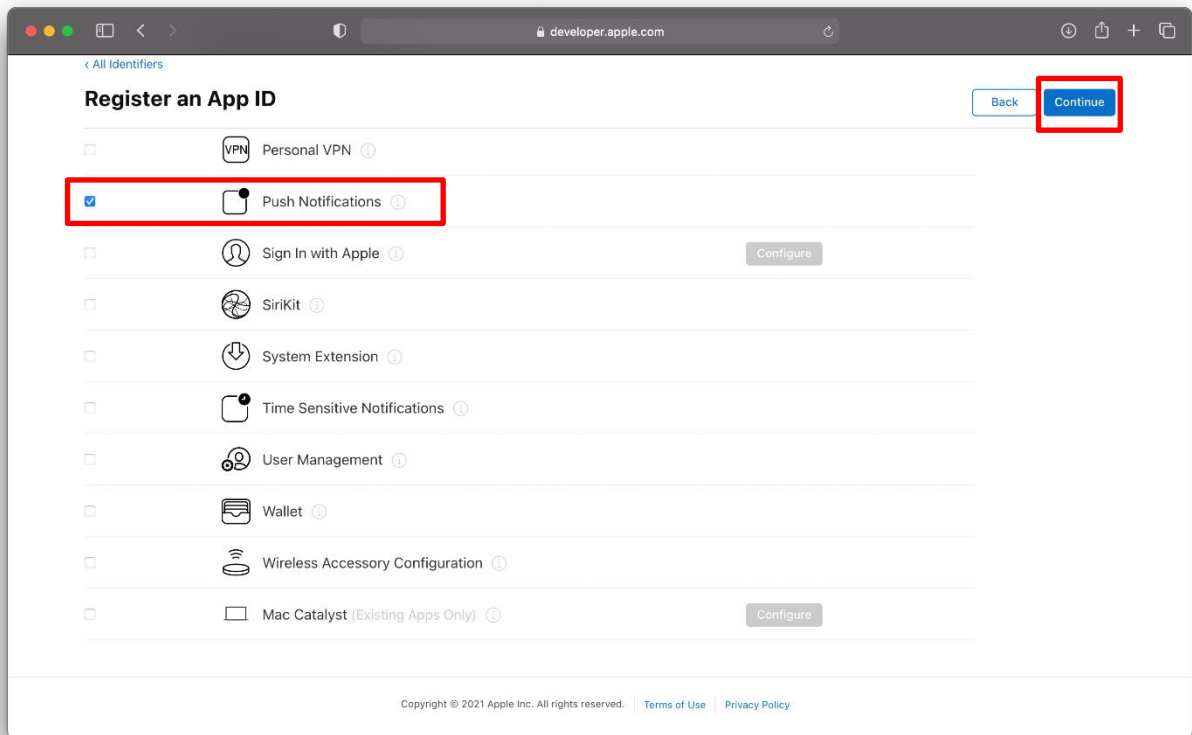 developer.apple.com
‹ All Identifiers
Register an App ID
Back
Continue
VPN Personal VPN
Push Notifications
Sign In with Apple
Configure
SiriKit
System Extension
Time Sensitive Notifications
User Management
Wallet
Wireless Accessory Configuration
Mac Catalyst (Existing Apps Only)
Configure
Copyright © 2021 Apple Inc. All rights reserved. Terms of Use Privacy Policy